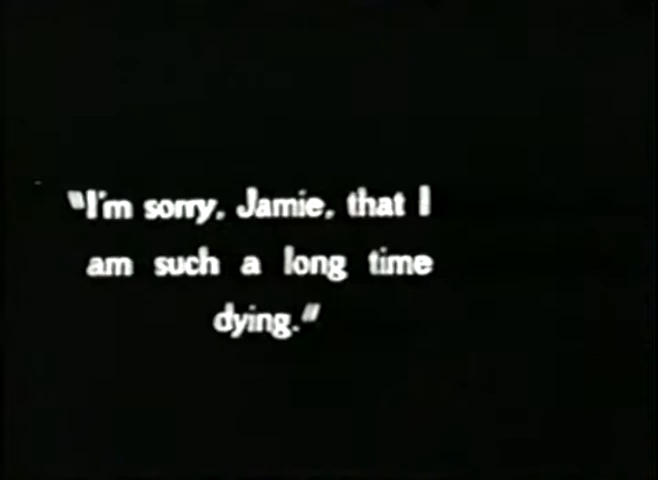 "I'm sorry, Jamie, that I
am such a long time
dying."